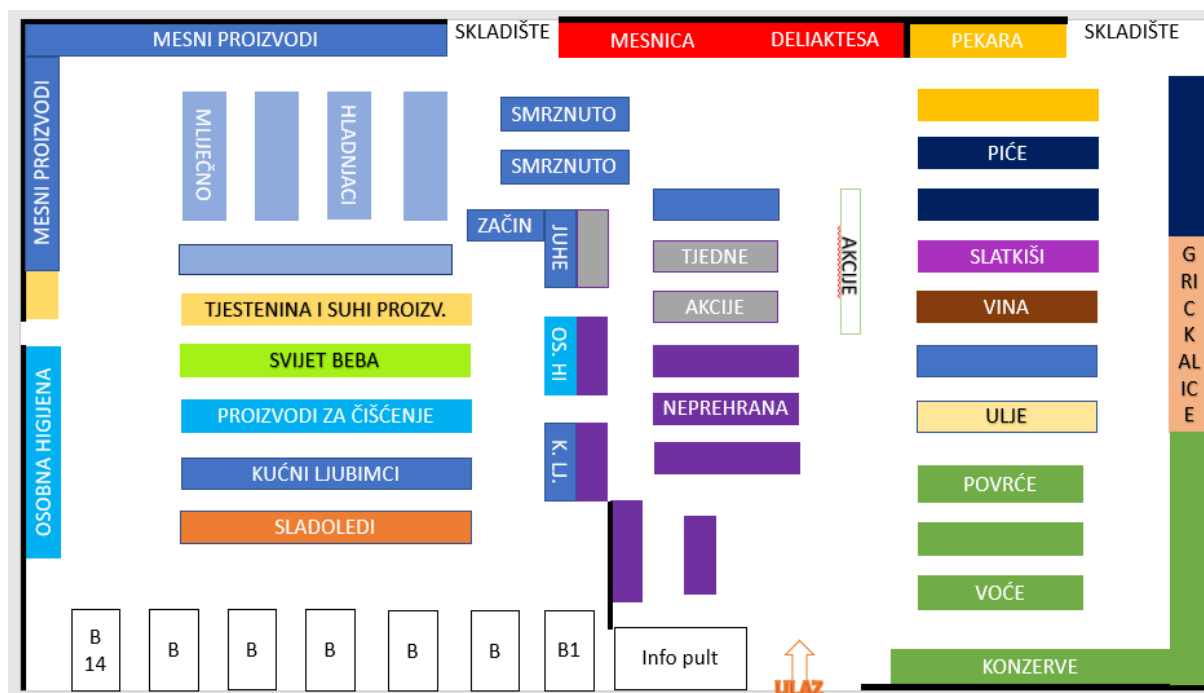 MESNI PROIZVODI
SKLADIŠTE
MESNICA
DELIAKTESA
PEKARA
SKLADIŠTE
MESNI PROIZVODI
MLIJEČNO
HLADNJACI
SMRZNUTO
SMRZNUTO
PIĆE
ZAČIN
JUHE
TJEDNE
AKCIJE
AKCIJE
SLATKIŠI
VINA
GRICKALICE
TJESTENINA I SUHI PROIZV.
SVIJET BEBA
OS. HI
OSOBNA HIGIJENA
PROIZVODI ZA ČIŠĆENJE
NEPREHRANA
ULJE
KUĆNI LJUBIMCI
K. LJ.
POVRĆE
SLADOLEDI
VOĆE
B
14
B
B
B
B
B
B1
Info pult
ULAZ
KONZERVE